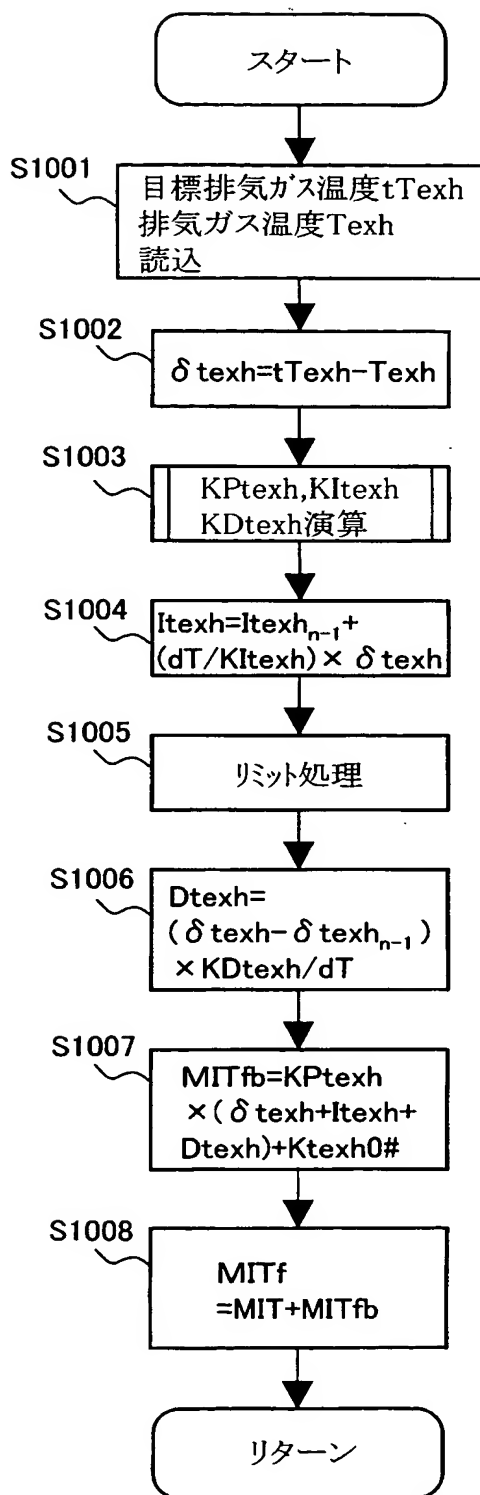 スタート
S1001
目標排気ガス温度tTexh
排気ガス温度Texh
読込
S1002
δtexh=tTexh-Texh
S1003
KPtexh,KItexh
KDtexh演算
S1004
Itexh=Itexhn-1+
(dT/KItexh)×δtexh
S1005
リミット処理
S1006
Dtexh=
(δtexh-δtexhn-1)
×KDtexh/dT
S1007
MITfb=KPtexh
×(δtexh+Itexh+
Dtexh)+Ktexh0#
S1008
MITf
=MIT+MITfb
リターン